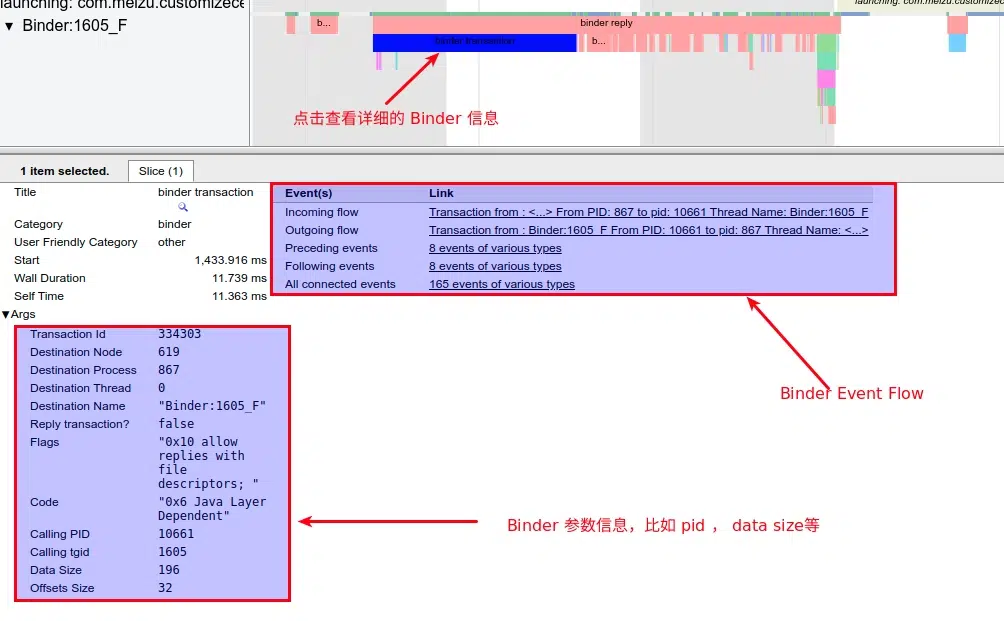 launching: com.meizu.customizece
▼ Binder:1605_F
launching: com.meizu.customizec
b...
binder reply
binder transaction
b...
点击查看详细的 Binder 信息
1 item selected.
Slice (1)
Title binder transaction
Category binder
User Friendly Category other
Start 1,433.916 ms
Wall Duration 11.739 ms
Self Time 11.363 ms
▼Args
Transaction Id 334303
Destination Node 619
Destination Process 867
Destination Thread 0
Destination Name "Binder:1605_F"
Reply transaction? false
Flags "0x10 allow
replies with
file
descriptors; "
Code "0x6 Java Layer
Dependent"
Calling PID 10661
Calling tgid 1605
Data Size 196
Offsets Size 32
Event(s) Link
Incoming flow Transaction from : <...> From PID: 867 to pid: 10661 Thread Name: Binder:1605_F
Outgoing flow Transaction from : Binder:1605_F From PID: 10661 to pid: 867 Thread Name: <...>
Preceding events 8 events of various types
Following events 8 events of various types
All connected events 165 events of various types
Binder Event Flow
Binder 参数信息，比如 pid ， data size等